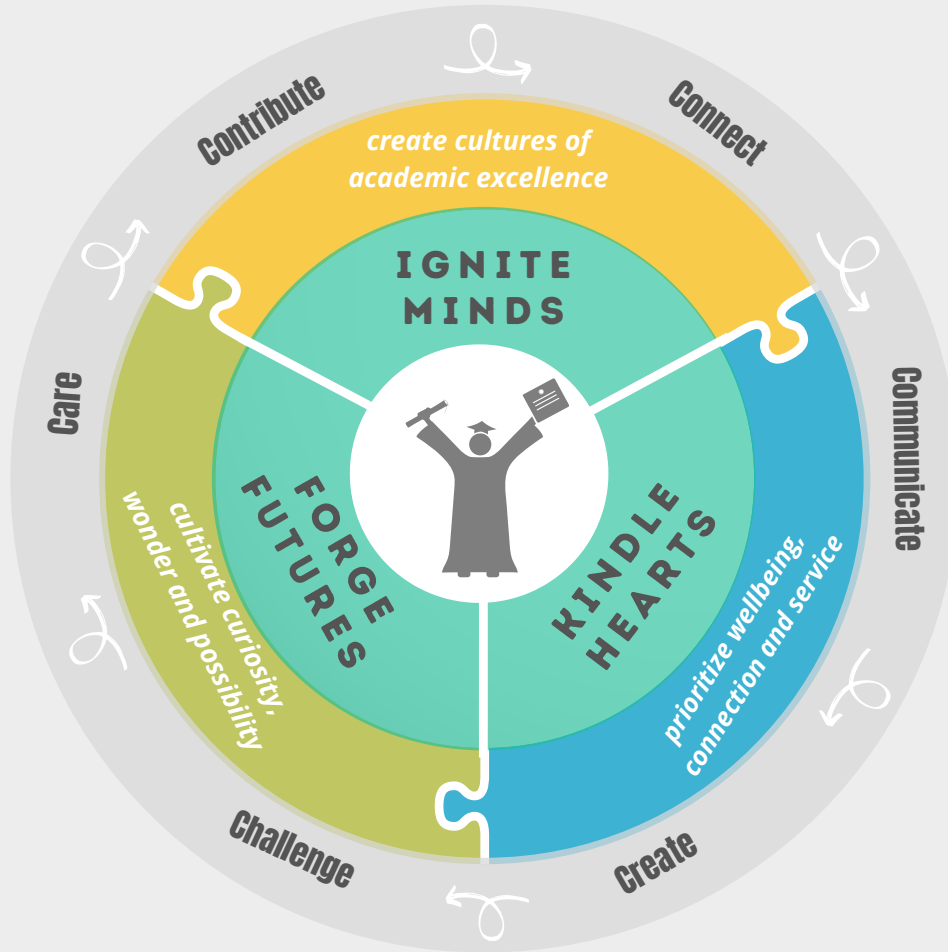 Contribute
Connect
Communicate
Create
Challenge
Care
create cultures of
academic excellence
IGNITE
MINDS
KINDLE
HEARTS
prioritize wellbeing,
connection and service
FORGE
FUTURES
cultivate curiosity,
wonder and possibility